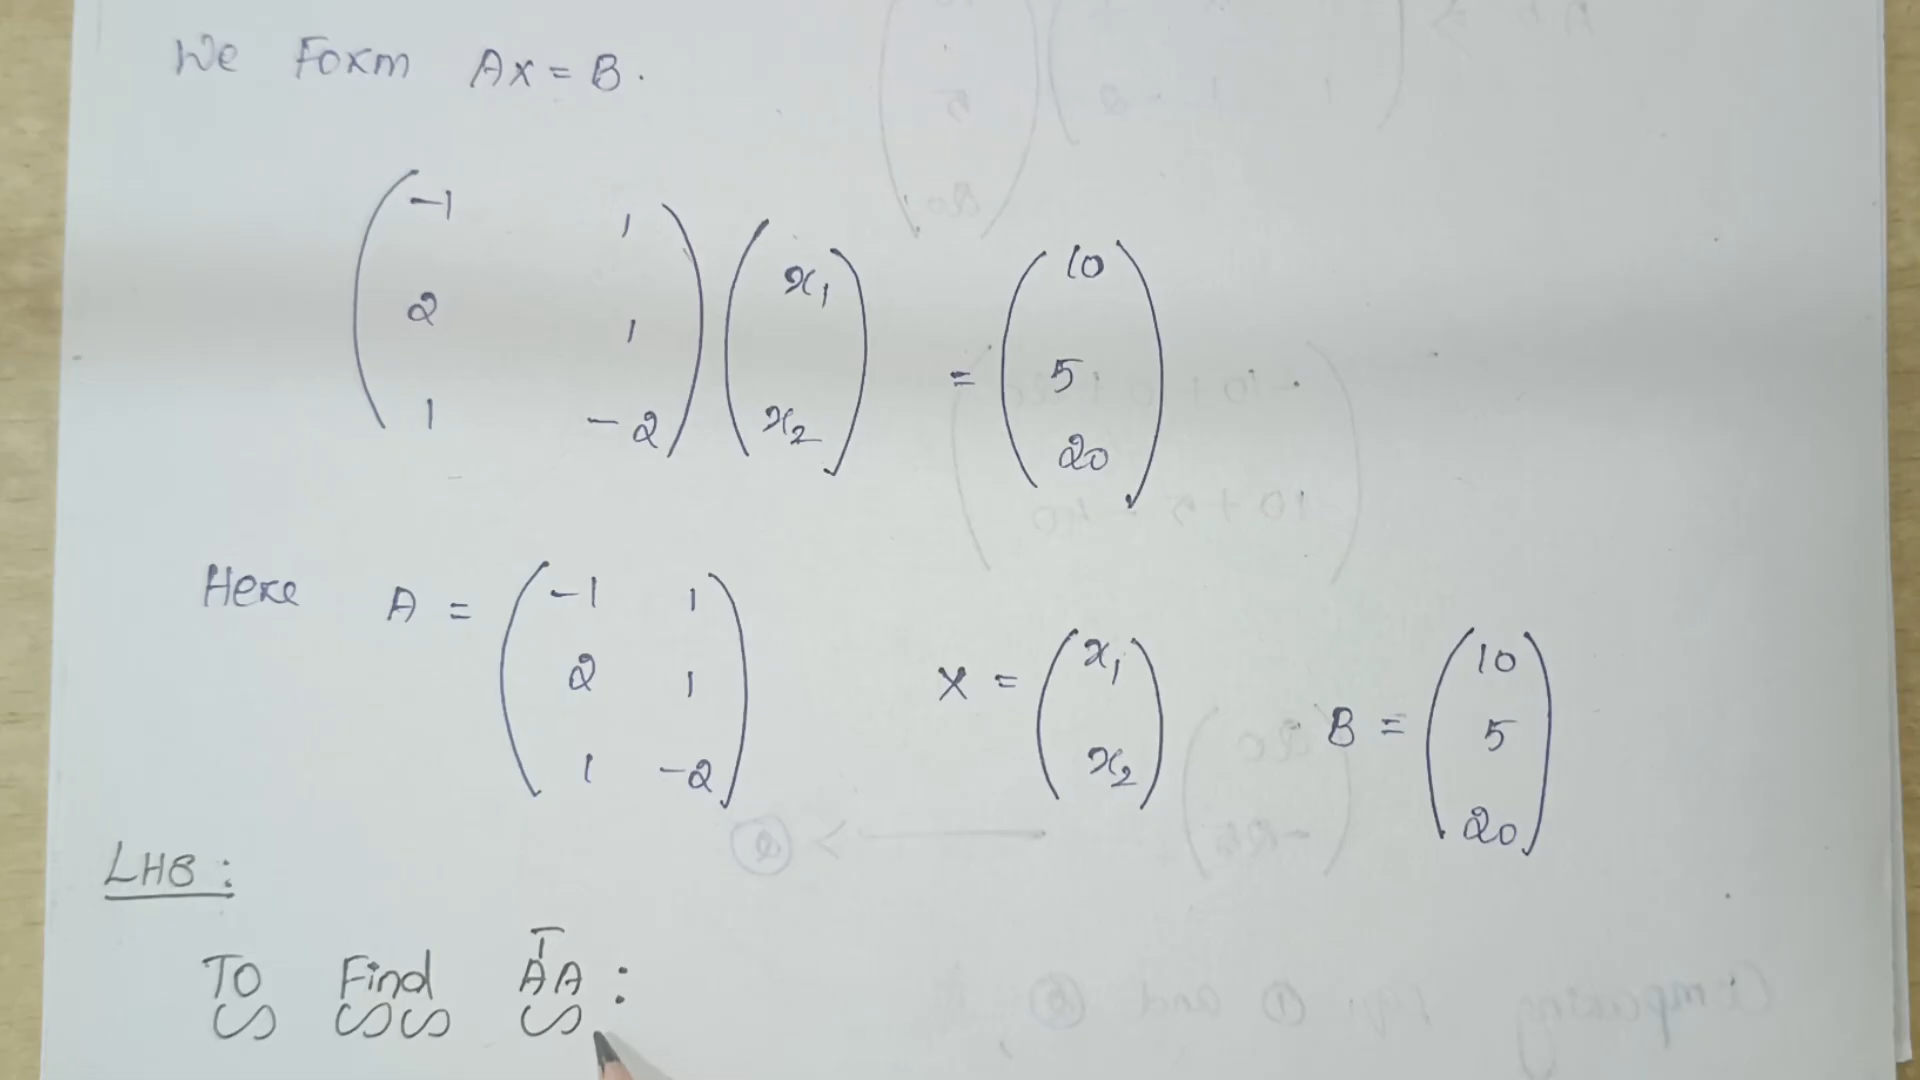 We Form AX = B.
( -1 1
2 1
1 -2 ) ( x1
x2 ) = ( 10
5
20 )
Here A = ( -1 1
2 1
1 -2 ) X = ( x1
x2 ) B = ( 10
5
20 )
LHS :
To Find AᵀA :